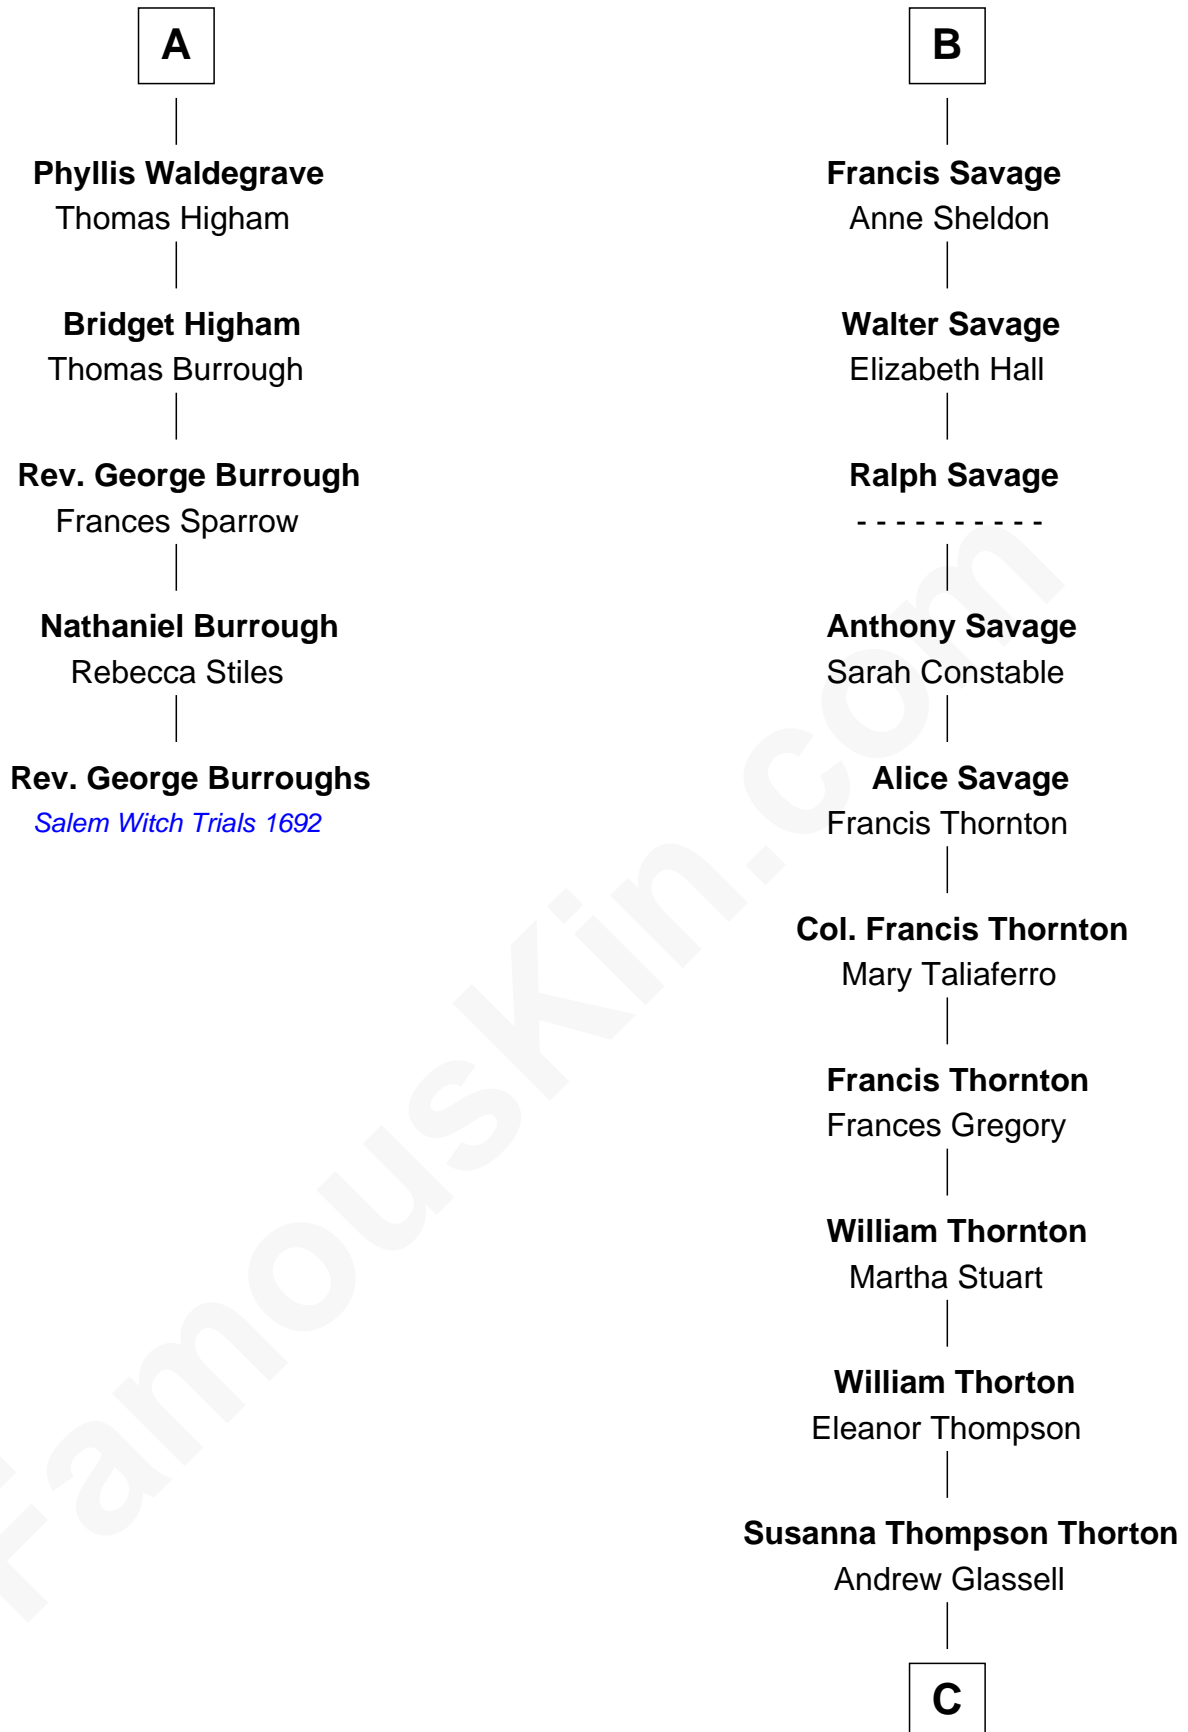 A
Phyllis Waldegrave
Thomas Higham
Bridget Higham
Thomas Burrough
Rev. George Burrough
Frances Sparrow
Nathaniel Burrough
Rebecca Stiles
Rev. George Burroughs
Salem Witch Trials 1692
B
Francis Savage
Anne Sheldon
Walter Savage
Elizabeth Hall
Ralph Savage
- - - - - - - - - -
Anthony Savage
Sarah Constable
Alice Savage
Francis Thornton
Col. Francis Thornton
Mary Taliaferro
Francis Thornton
Frances Gregory
William Thornton
Martha Stuart
William Thorton
Eleanor Thompson
Susanna Thompson Thorton
Andrew Glassell
C
FamousKin.com